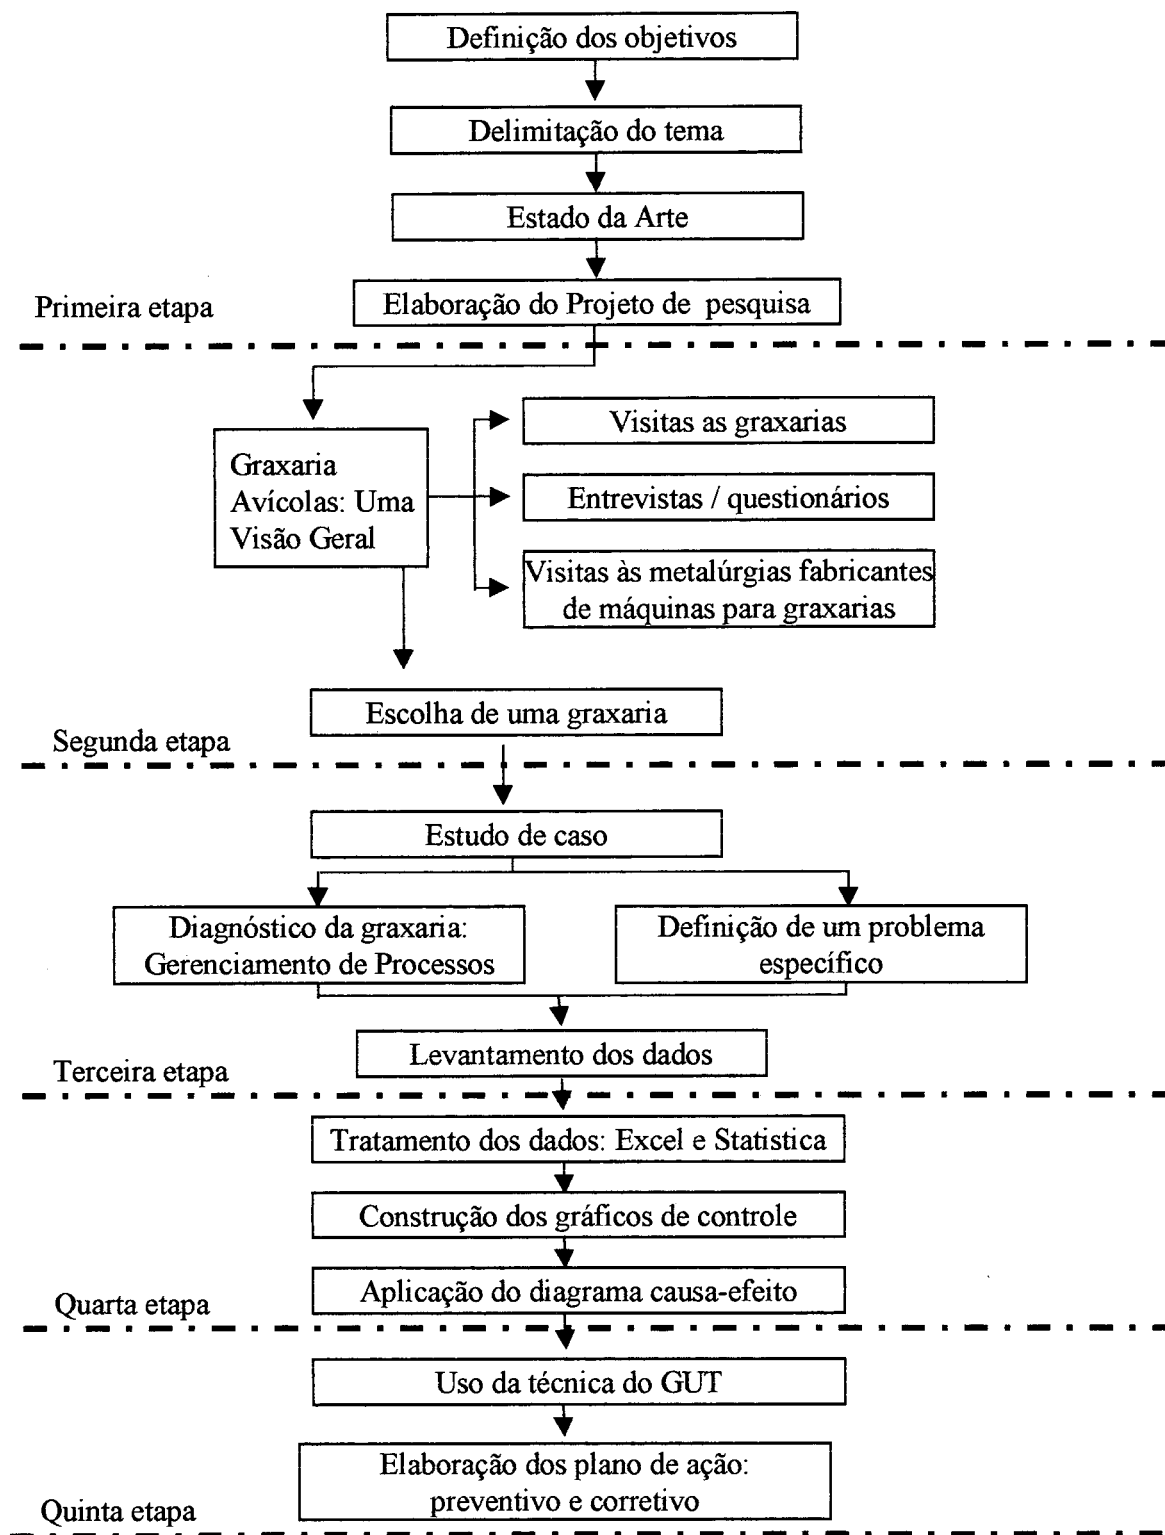 Definição dos objetivos
Delimitação do tema
Estado da Arte
Elaboração do Projeto de pesquisa
Primeira etapa
Graxaria
Avícolas: Uma
Visão Geral
Visitas as graxarias
Entrevistas / questionários
Visitas às metalúrgias fabricantes
de máquinas para graxarias
Escolha de uma graxaria
Segunda etapa
Estudo de caso
Diagnóstico da graxaria:
Gerenciamento de Processos
Definição de um problema
específico
Levantamento dos dados
Terceira etapa
Tratamento dos dados: Excel e Statistica
Construção dos gráficos de controle
Aplicação do diagrama causa-efeito
Quarta etapa
Uso da técnica do GUT
Elaboração dos plano de ação:
preventivo e corretivo
Quinta etapa